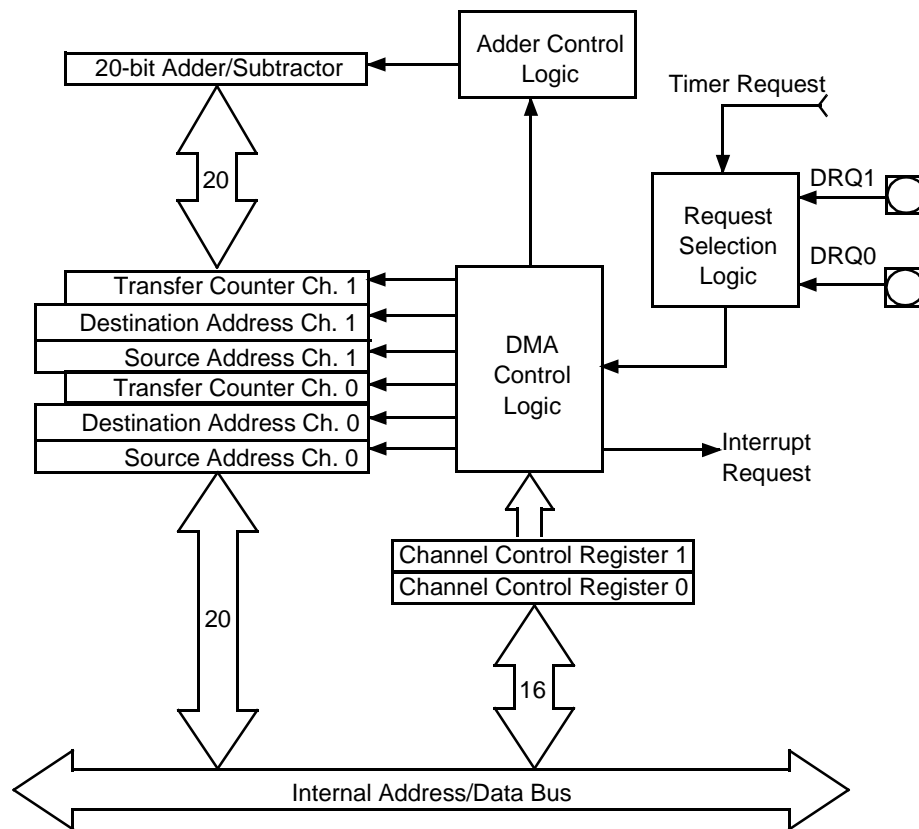 Adder Control
Logic
20-bit Adder/Subtractor
Timer Request
20
DRQ1
Request
Selection
Logic
DRQ0
Transfer Counter Ch. 1
Destination Address Ch. 1
Source Address Ch. 1
Transfer Counter Ch. 0
Destination Address Ch. 0
Source Address Ch. 0
DMA
Control
Logic
Interrupt
Request
Channel Control Register 1
Channel Control Register 0
20
16
Internal Address/Data Bus